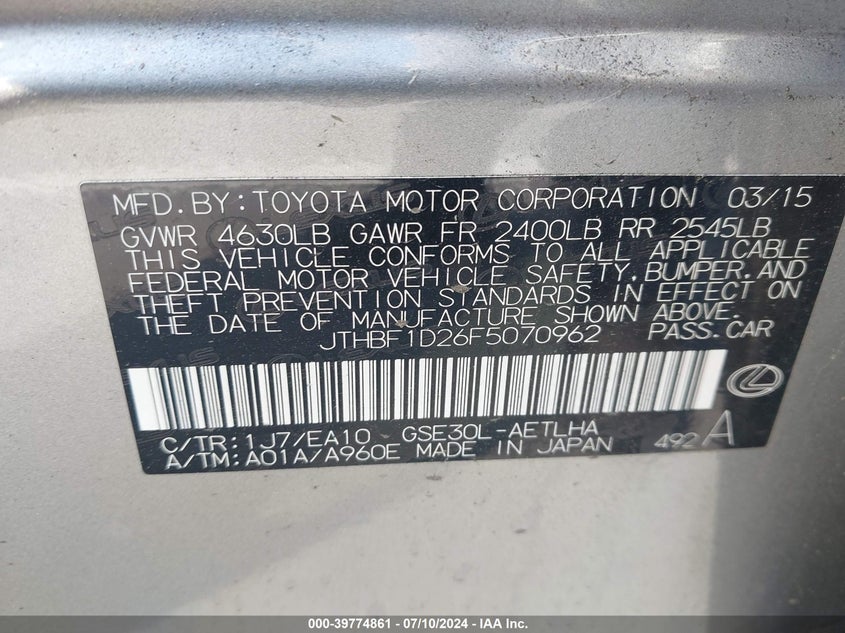 MFD.BY:TOYOTA MOTOR CORPORATION 03/15
GVWR 4630LB GAWR FR 2400LB RR 2545LB
THIS VEHICLE CONFORMS TO ALL APPLICABLE
FEDERAL MOTOR VEHICLE SAFETY,BUMPER,AND
THEFT PREVENTION STANDARDS IN EFFECT ON
THE DATE OF MANUFACTURE SHOWN ABOVE.
JTHBF1D26F5070962 PASS.CAR
C/TR:1J7/EA10 GSE30L-AETLHA
A/TM:A01A/A960E MADE IN JAPAN 492 A
000-39774861 | 07/10/2024 - IAA Inc.